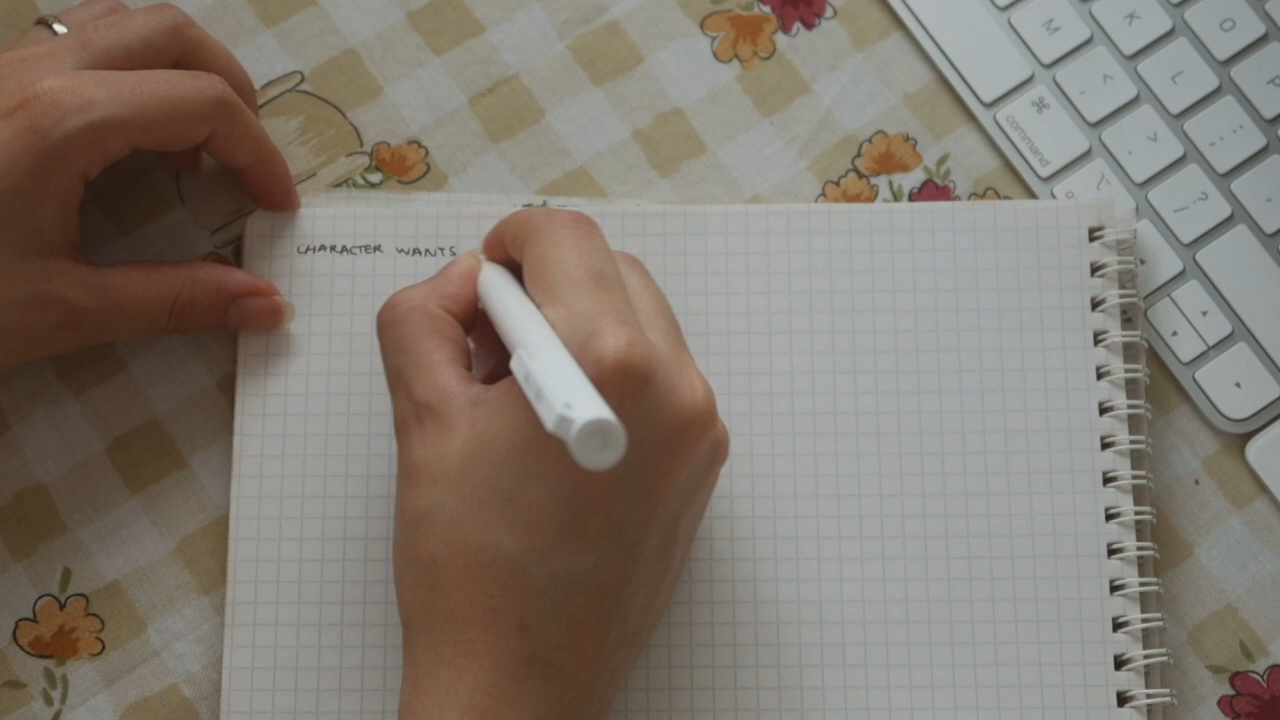 CHARACTER WANTS
M
K
O
P
L
command
⌘
⌥
< ,
> .
? /
: ;